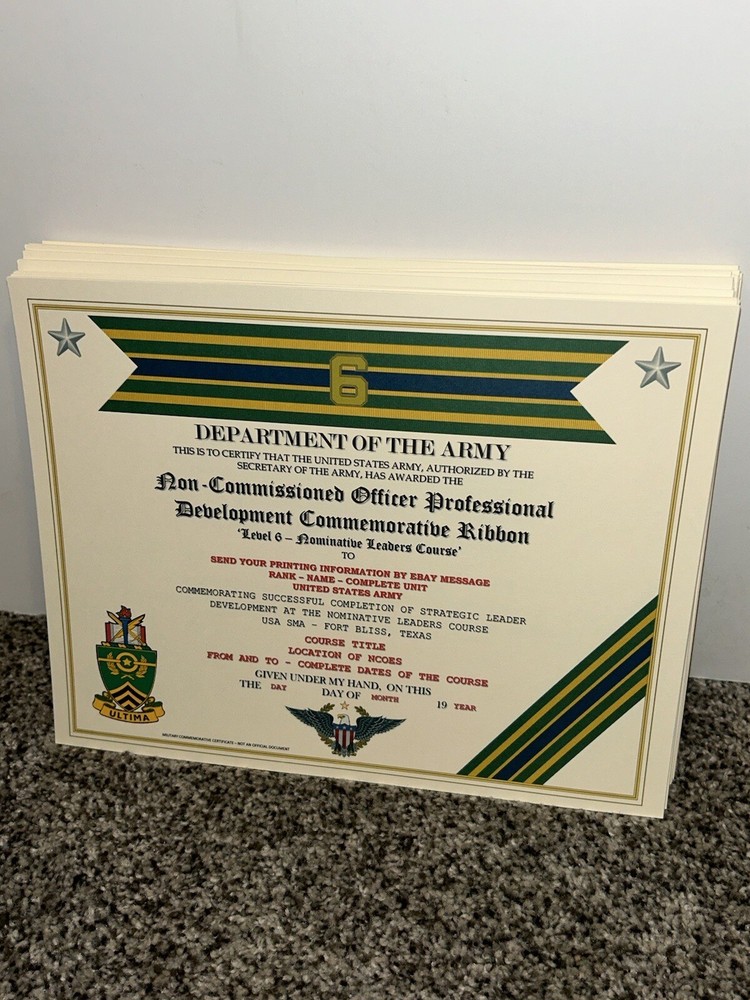 6
DEPARTMENT OF THE ARMY
THIS IS TO CERTIFY THAT THE UNITED STATES ARMY, AUTHORIZED BY THE
SECRETARY OF THE ARMY, HAS AWARDED THE
Non-Commissioned Officer Professional
Development Commemorative Ribbon
'Level 6 – Nominative Leaders Course'
TO
SEND YOUR PRINTING INFORMATION BY EBAY MESSAGE
RANK – NAME – COMPLETE UNIT
UNITED STATES ARMY
COMMEMORATING SUCCESSFUL COMPLETION OF STRATEGIC LEADER
DEVELOPMENT AT THE NOMINATIVE LEADERS COURSE
USA SMA – FORT BLISS, TEXAS
COURSE TITLE
LOCATION OF NCOES
FROM AND TO – COMPLETE DATES OF THE COURSE
GIVEN UNDER MY HAND, ON THIS
THE DAY DAY OF MONTH 19 YEAR
ULTIMA
MILITARY COMMEMORATIVE CERTIFICATE – NOT AN OFFICIAL DOCUMENT